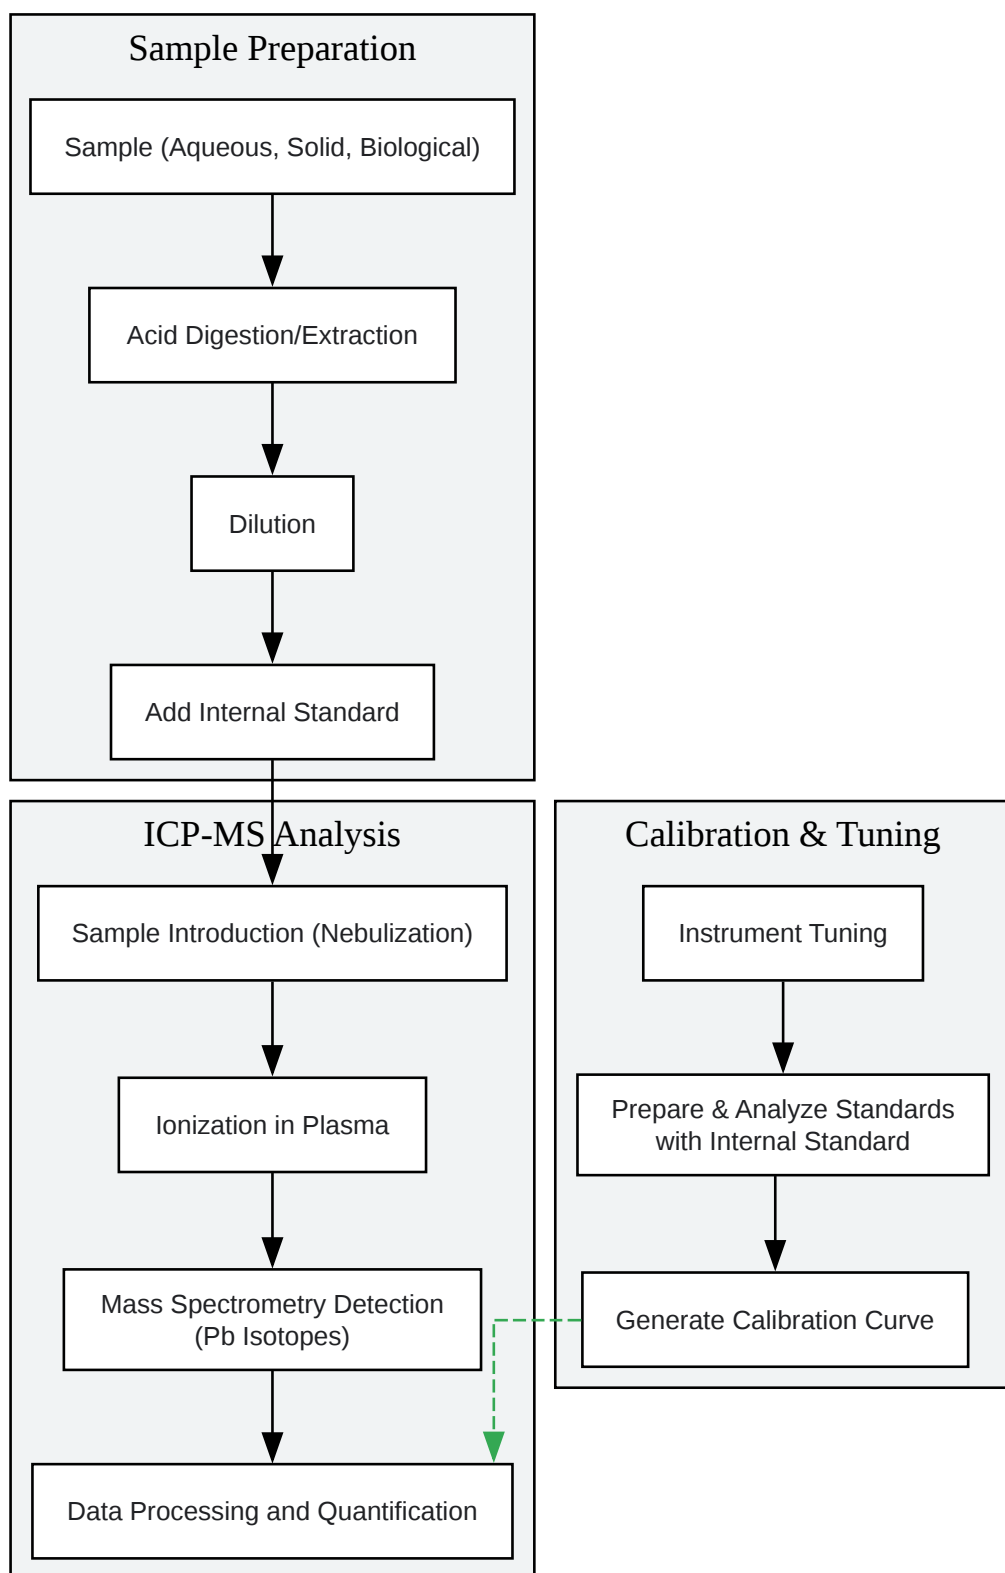 Sample Preparation
Sample (Aqueous, Solid, Biological)
Acid Digestion/Extraction
Dilution
Add Internal Standard
ICP-MS Analysis
Sample Introduction (Nebulization)
Ionization in Plasma
Mass Spectrometry Detection
(Pb Isotopes)
Data Processing and Quantification
Calibration & Tuning
Instrument Tuning
Prepare & Analyze Standards
with Internal Standard
Generate Calibration Curve